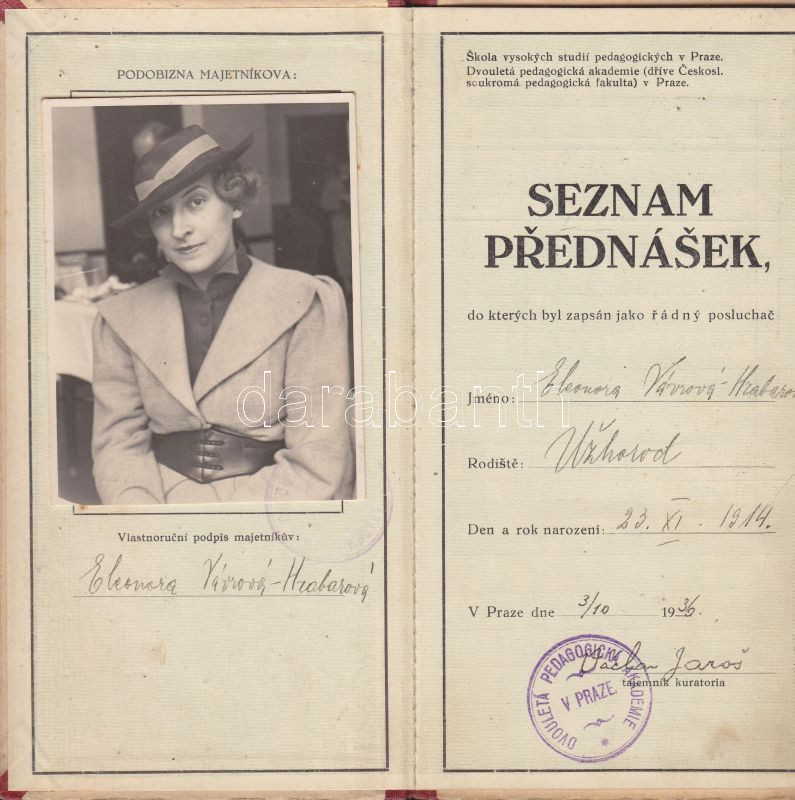 PODOBIZNA MAJETNÍKOVA:
Vlastnoruční podpis majetníkův:
Eleonora Vávrová-Hrabarová
Škola vysokých studií pedagogických v Praze.
Dvouletá pedagogická akademie (dříve Českosl.
soukromá pedagogická fakulta) v Praze.
SEZNAM
PŘEDNÁŠEK,
do kterých byl zapsán jako řádný posluchač
Jméno: Eleonora Vávrová-Hrabarov
Rodiště: Užhorod
Den a rok narození: 23. XI. 1914.
V Praze dne 3/10 1936.
Jaroš
tajemník kuratoria
DVOULETÁ PEDAGOGICKÁ AKADEMIE
V PRAZE
darabanth